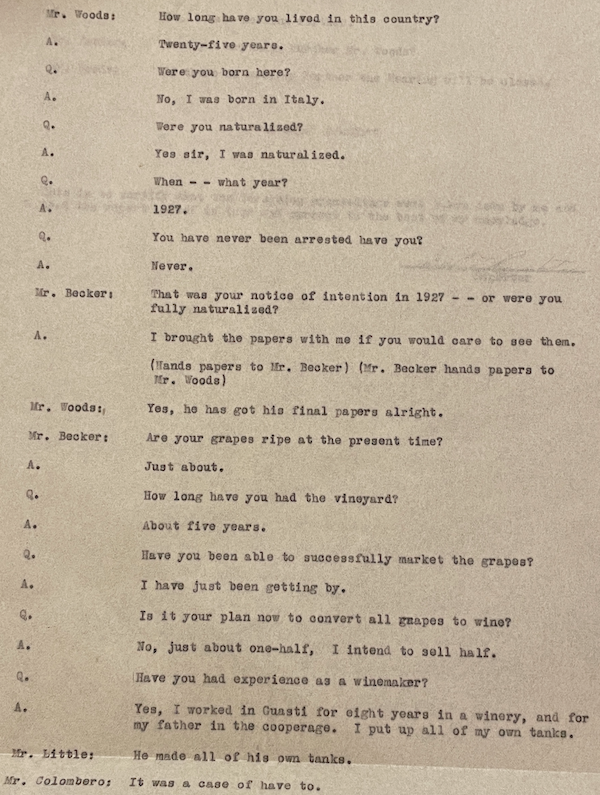 Mr. Woods: How long have you lived in this country?
A. Twenty-five years.
Q. Were you born here?
A. No, I was born in Italy.
Q. Were you naturalized?
A. Yes sir, I was naturalized.
Q. When - - what year?
A. 1927.
Q. You have never been arrested have you?
A. Never.
Mr. Becker: That was your notice of intention in 1927 - - or were you
fully naturalized?
A. I brought the papers with me if you would care to see them.
(Hands papers to Mr. Becker) (Mr. Becker hands papers to
Mr. Woods)
Mr. Woods: Yes, he has got his final papers alright.
Mr. Becker: Are your grapes ripe at the present time?
A. Just about.
Q. How long have you had the vineyard?
A. About five years.
Q. Have you been able to successfully market the grapes?
A. I have just been getting by.
Q. Is it your plan now to convert all grapes to wine?
A. No, just about one-half, I intend to sell half.
Q. Have you had experience as a winemaker?
A. Yes, I worked in Guasti for eight years in a winery, and for
my father in the cooperage. I put up all of my own tanks.
Mr. Little: He made all of his own tanks.
Mr. Colombero: It was a case of have to.